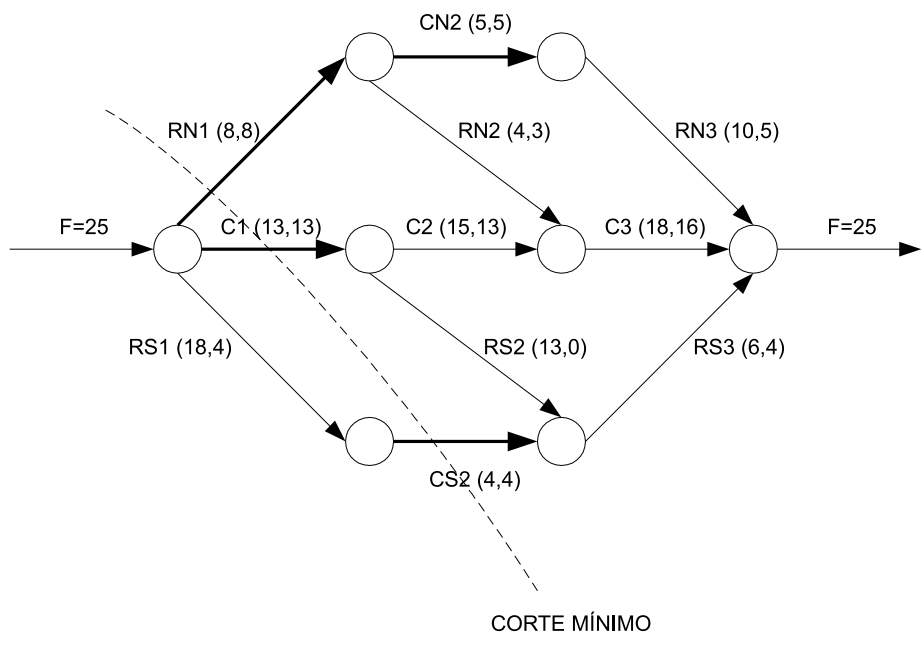 CN2 (5,5)
RN1 (8,8)
RN2 (4,3)
RN3 (10,5)
F=25
C1 (13,13)
C2 (15,13)
C3 (18,16)
F=25
RS1 (18,4)
RS2 (13,0)
RS3 (6,4)
CS2 (4,4)
CORTE MÍNIMO